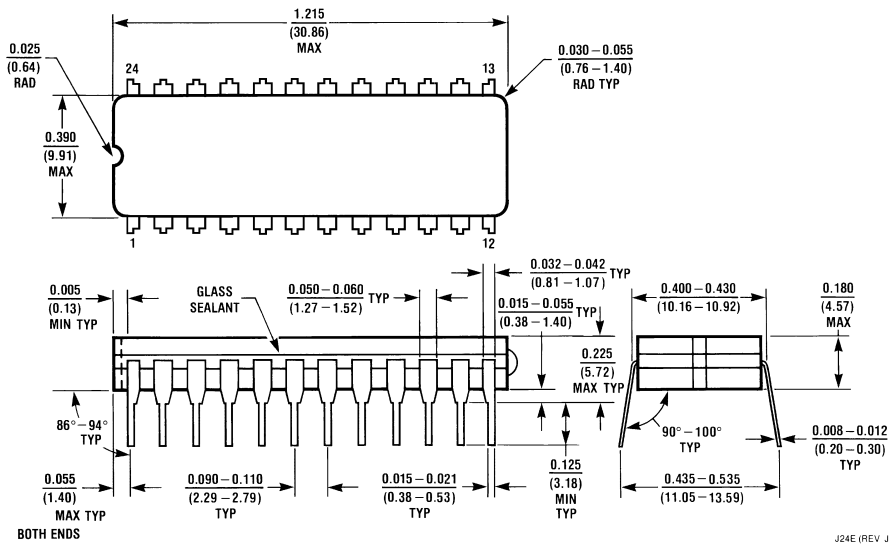 1.215
(30.86)
MAX
0.025
(0.64)
RAD
24
13
0.030 – 0.055
(0.76 – 1.40)
RAD TYP
0.390
(9.91)
MAX
1
12
0.005
(0.13)
MIN TYP
GLASS
SEALANT
0.050 – 0.060
(1.27 – 1.52)
TYP
0.032 – 0.042
(0.81 – 1.07)
TYP
0.015 – 0.055
(0.38 – 1.40)
TYP
0.400 – 0.430
(10.16 – 10.92)
0.180
(4.57)
MAX
0.225
(5.72)
MAX TYP
86° – 94°
TYP
90° – 100°
TYP
0.008 – 0.012
(0.20 – 0.30)
TYP
0.055
(1.40)
MAX TYP
BOTH ENDS
0.090 – 0.110
(2.29 – 2.79)
TYP
0.015 – 0.021
(0.38 – 0.53)
TYP
0.125
(3.18)
MIN
TYP
0.435 – 0.535
(11.05 – 13.59)
J24E (REV J